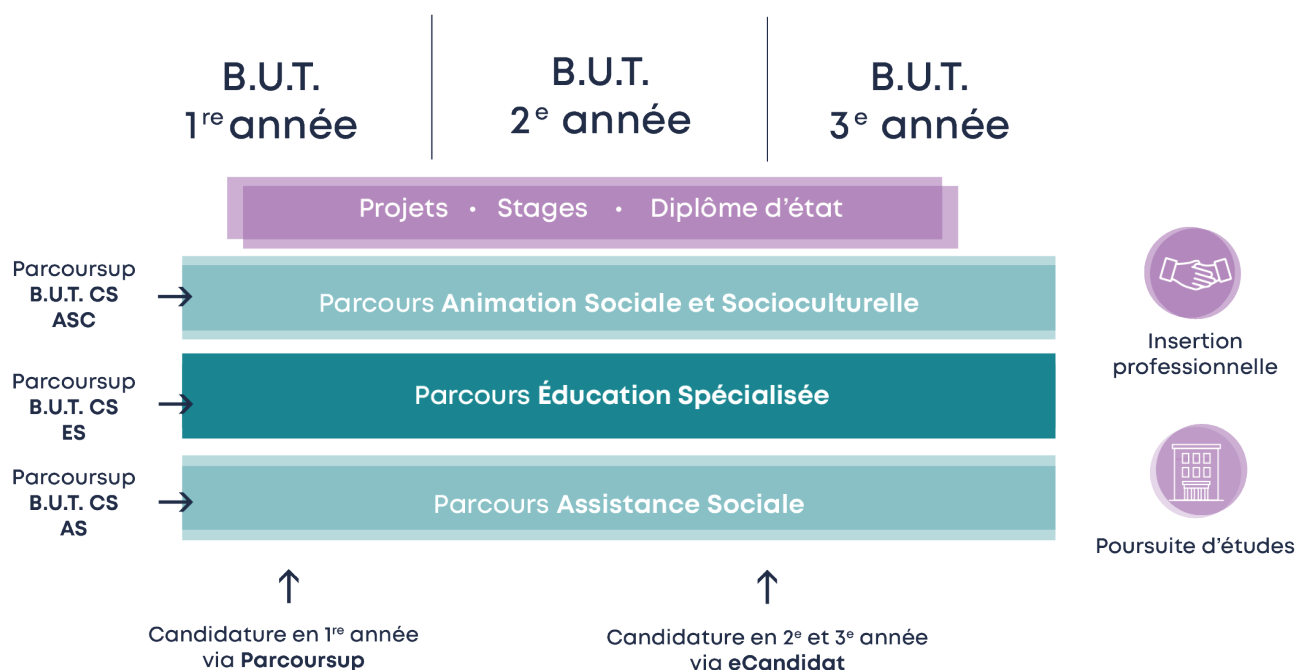 B.U.T.
1re année
B.U.T.
2e année
B.U.T.
3e année
Projets · Stages · Diplôme d'état
Parcoursup
B.U.T. CS
ASC
Parcours Animation Sociale et Socioculturelle
Parcoursup
B.U.T. CS
ES
Parcours Éducation Spécialisée
Parcoursup
B.U.T. CS
AS
Parcours Assistance Sociale
Insertion
professionnelle
Poursuite d'études
Candidature en 1re année
via Parcoursup
Candidature en 2e et 3e année
via eCandidat